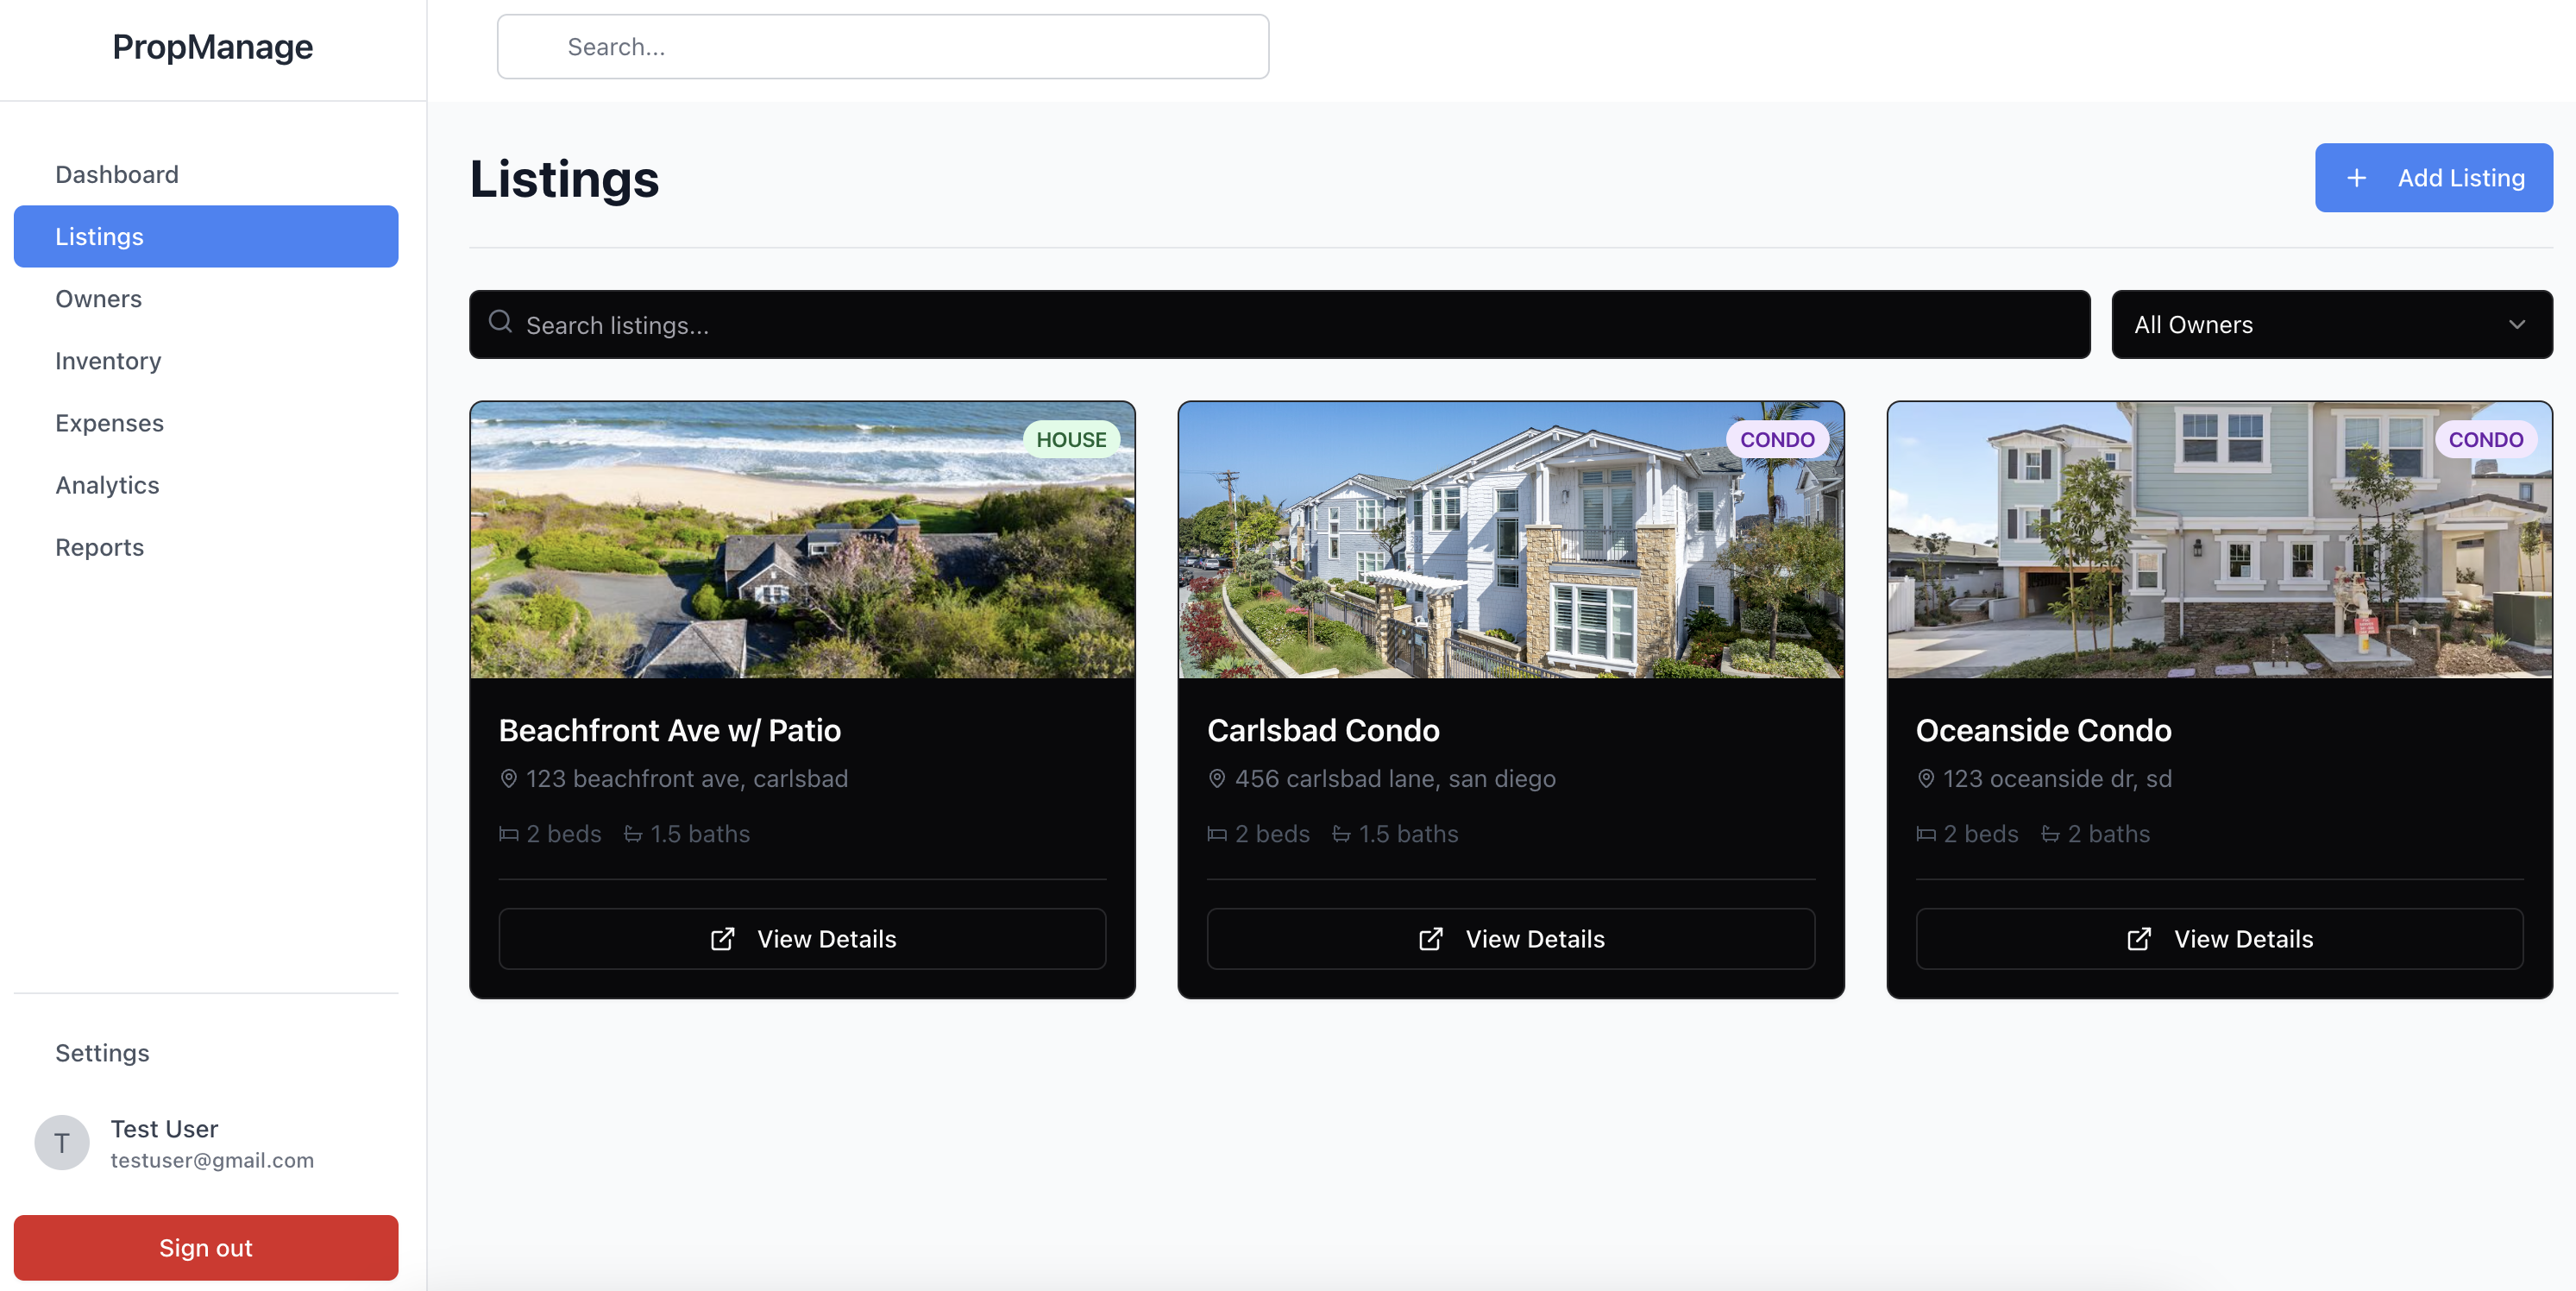 PropManage
Search...
Dashboard
Listings
Owners
Inventory
Expenses
Analytics
Reports
Settings
T
Test User
testuser@gmail.com
Sign out
Listings
+ Add Listing
Search listings...
All Owners
HOUSE
Beachfront Ave w/ Patio
123 beachfront ave, carlsbad
2 beds 1.5 baths
View Details
CONDO
Carlsbad Condo
456 carlsbad lane, san diego
2 beds 1.5 baths
View Details
CONDO
Oceanside Condo
123 oceanside dr, sd
2 beds 2 baths
View Details